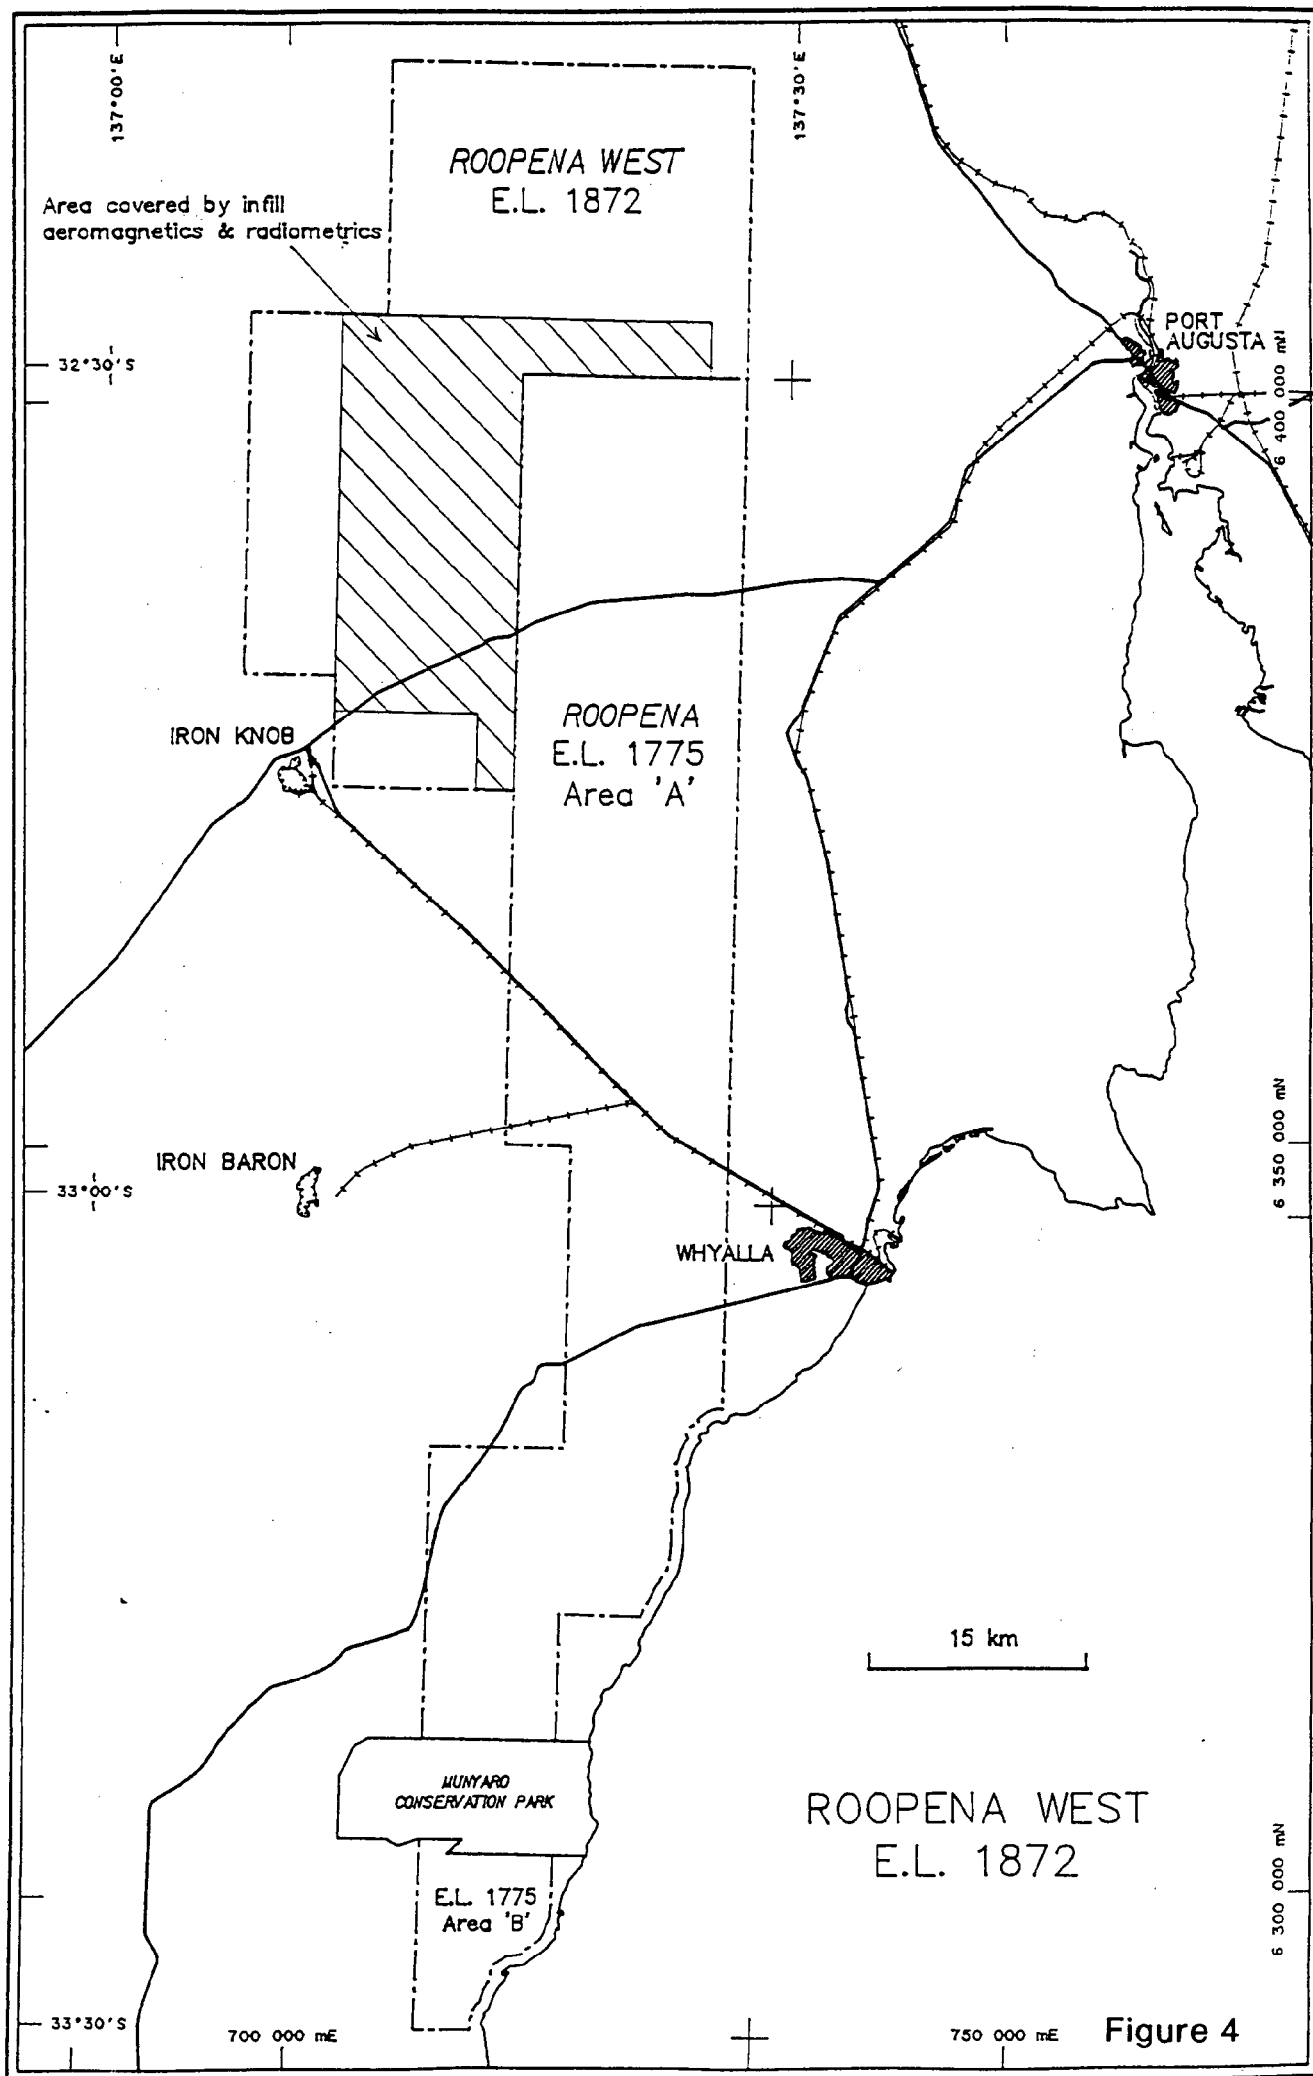 137°00'E
137°30'E
ROOPENA WEST
E.L. 1872
Area covered by infill
aeromagnetics & radiometrics
PORT
AUGUSTA
32°30'S
6 400 000 mN
IRON KNOB
ROOPENA
E.L. 1775
Area 'A'
IRON BARON
33°00'S
6 350 000 mN
WHYALLA
15 km
MUNYARO
CONSERVATION PARK
ROOPENA WEST
E.L. 1872
E.L. 1775
Area 'B'
6 300 000 mN
33°30'S
700 000 mE
750 000 mE
Figure 4